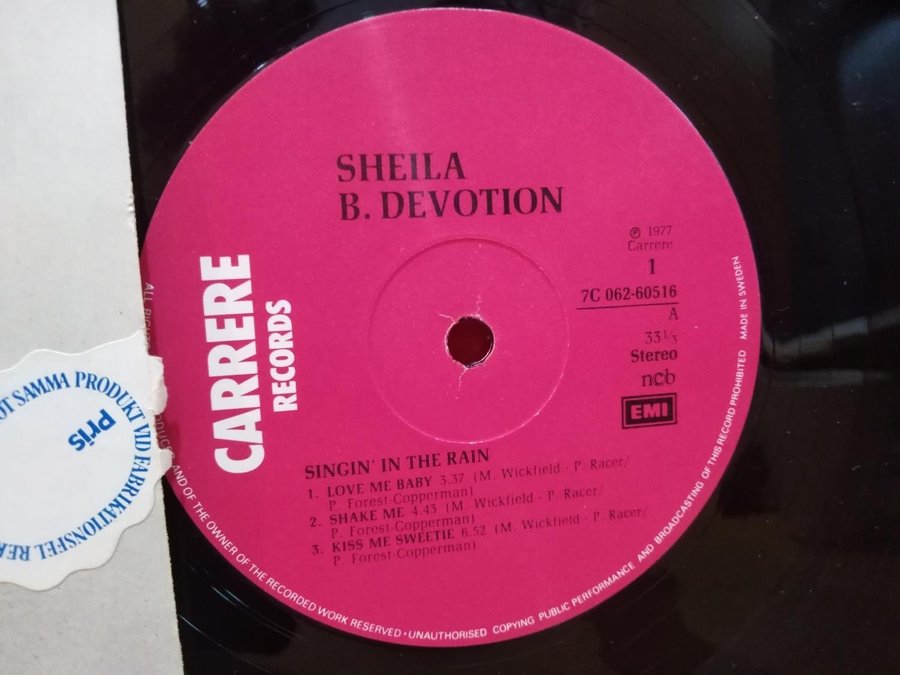 SHEILA
B. DEVOTION
℗ 1977
Carrere
1
7C 062-60516
A
33 1/3
Stereo
ncb
EMI
CARRERE
RECORDS
SINGIN' IN THE RAIN
1. LOVE ME BABY 3.37 (M. Wickfield - P. Racer/
P. Forest-Copperman)
2. SHAKE ME 4.43 (M. Wickfield - P. Racer/
P. Forest-Copperman)
3. KISS ME SWEETIE 6.52 (M. Wickfield - P. Racer/
P. Forest-Copperman)
ALL AND OF THE OWNER OF THE RECORDED WORK RESERVED • UNAUTHORISED COPYING PUBLIC PERFORMANCE AND BROADCASTING OF THIS RECORD PROHIBITED MADE IN SWEDEN
SAMMA PRODUKT VID FABRIKATIONSFEL
Pris